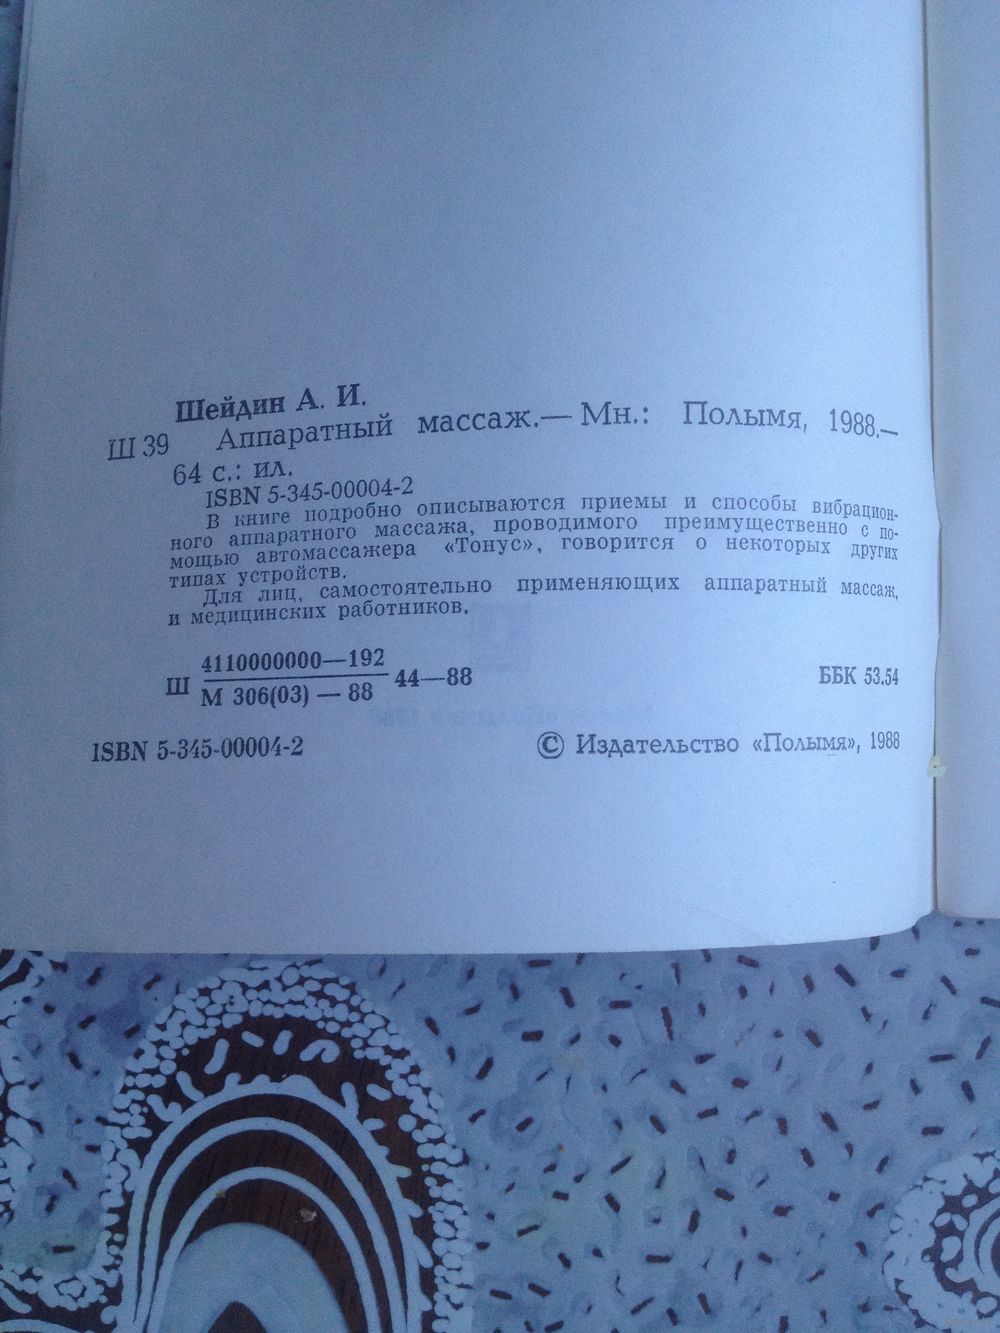 Шейдин А. И.
Ш 39 Аппаратный массаж.— Мн.: Полымя, 1988.—
64 с.: ил.
ISBN 5-345-00004-2
В книге подробно описываются приемы и способы вибрацион-
ного аппаратного массажа, проводимого преимущественно с по-
мощью автомассажера «Тонус», говорится о некоторых других
типах устройств.
Для лиц, самостоятельно применяющих аппаратный массаж,
и медицинских работников.
4110000000—192
Ш 44—88 ББК 53.54
М 306(03) — 88
ISBN 5-345-00004-2 © Издательство «Полымя», 1988